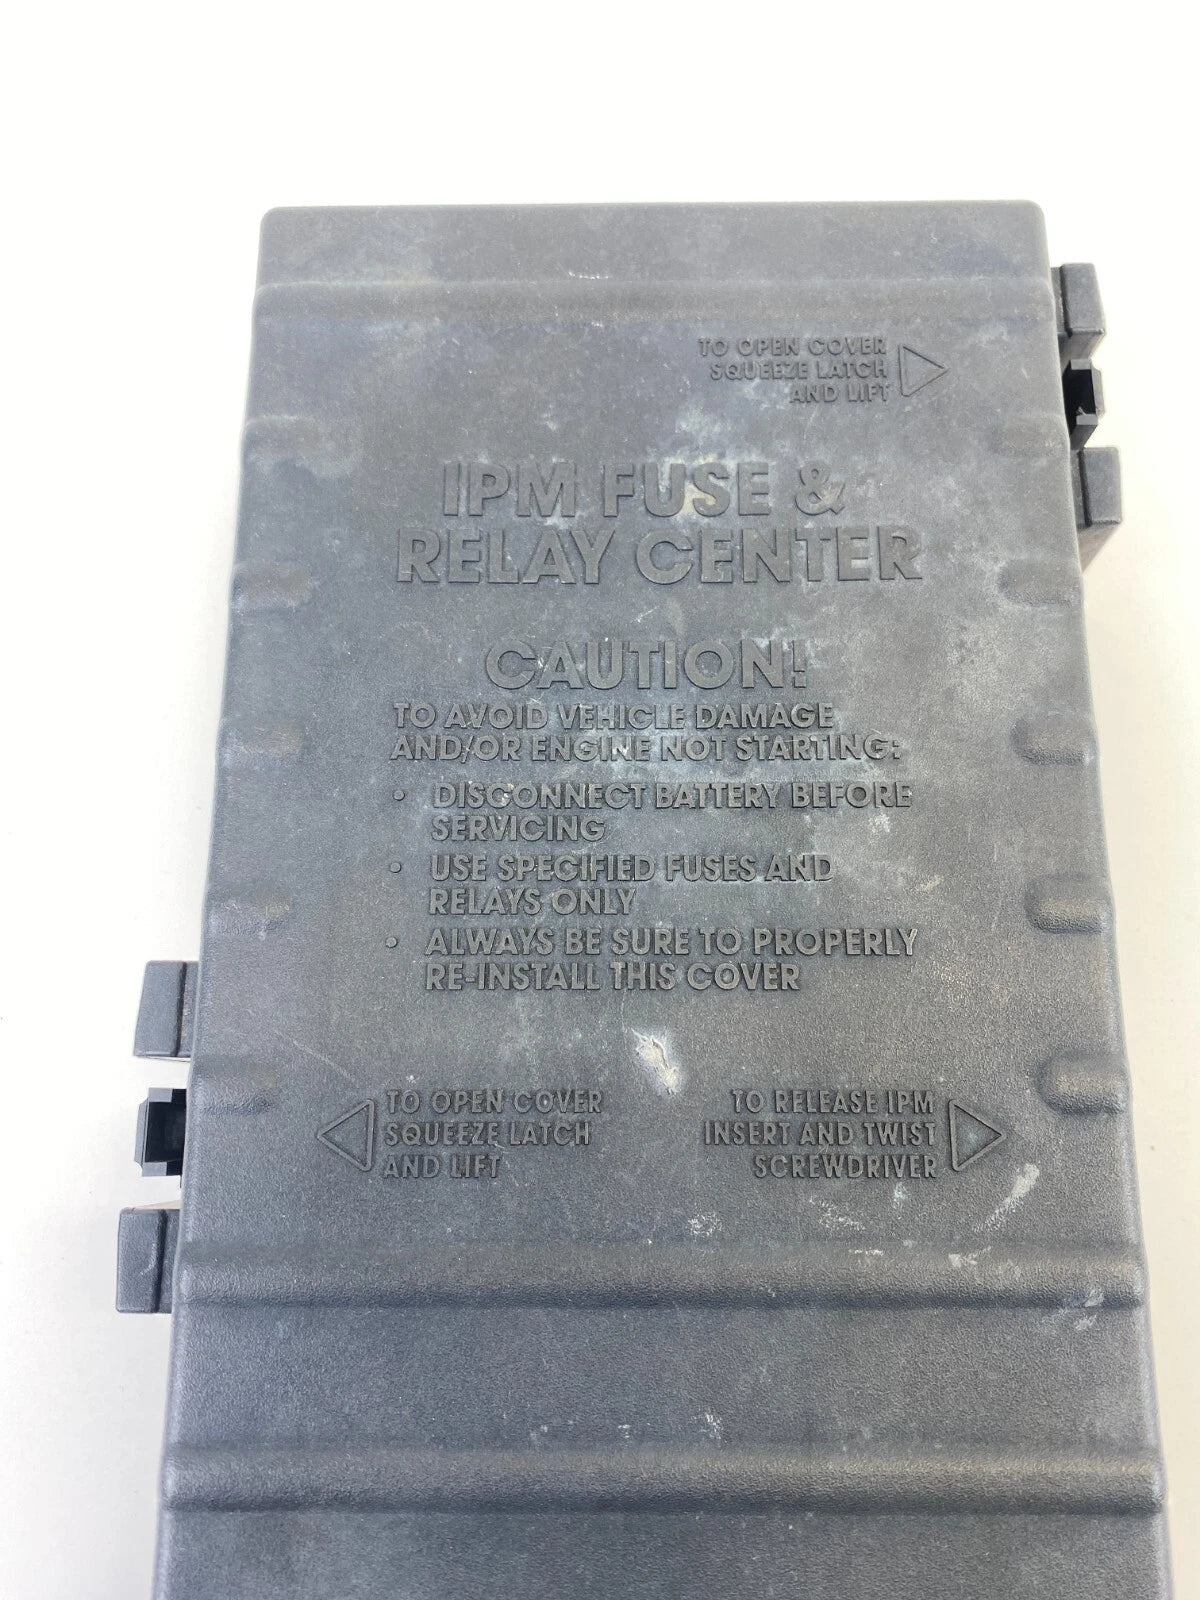 TO OPEN COVER
SQUEEZE LATCH
AND LIFT
IPM FUSE &
RELAY CENTER
CAUTION!
TO AVOID VEHICLE DAMAGE
AND/OR ENGINE NOT STARTING:
• DISCONNECT BATTERY BEFORE
SERVICING
• USE SPECIFIED FUSES AND
RELAYS ONLY
• ALWAYS BE SURE TO PROPERLY
RE-INSTALL THIS COVER
TO OPEN COVER
SQUEEZE LATCH
AND LIFT
TO RELEASE IPM
INSERT AND TWIST
SCREWDRIVER